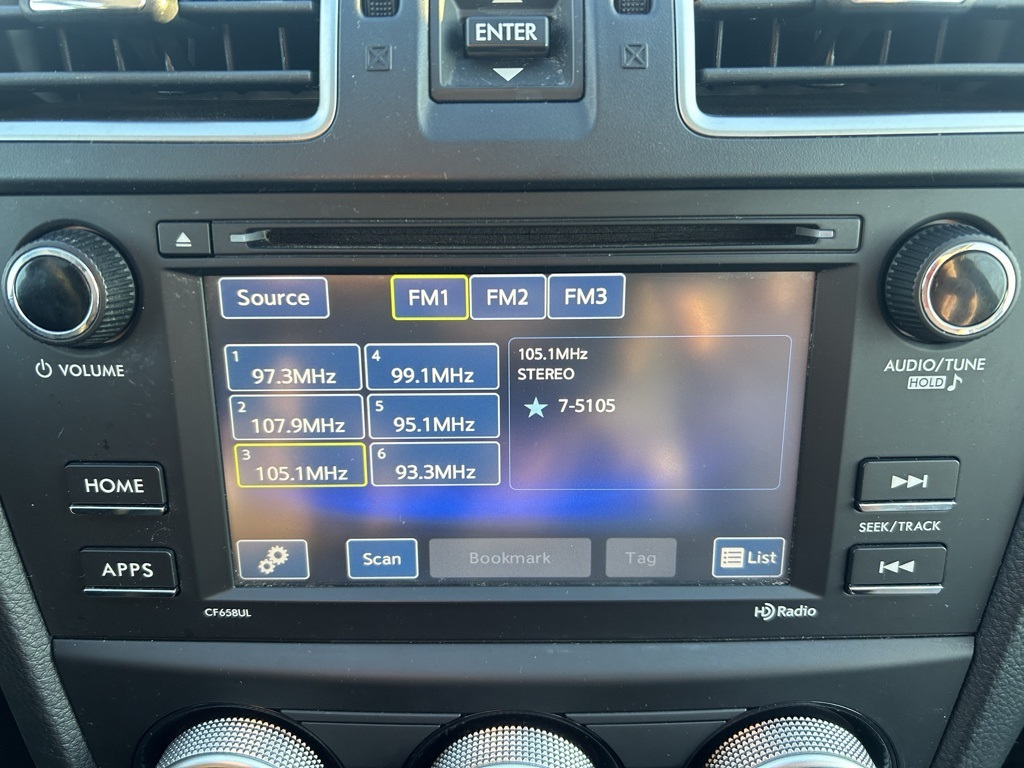 ENTER
Source
FM1 FM2 FM3
1 97.3MHz
4 99.1MHz
2 107.9MHz
5 95.1MHz
3 105.1MHz
6 93.3MHz
105.1MHz
STEREO
7-5105
VOLUME
AUDIO/TUNE
HOLD
HOME
APPS
SEEK/TRACK
Scan Bookmark Tag List
CF658UL
HD Radio